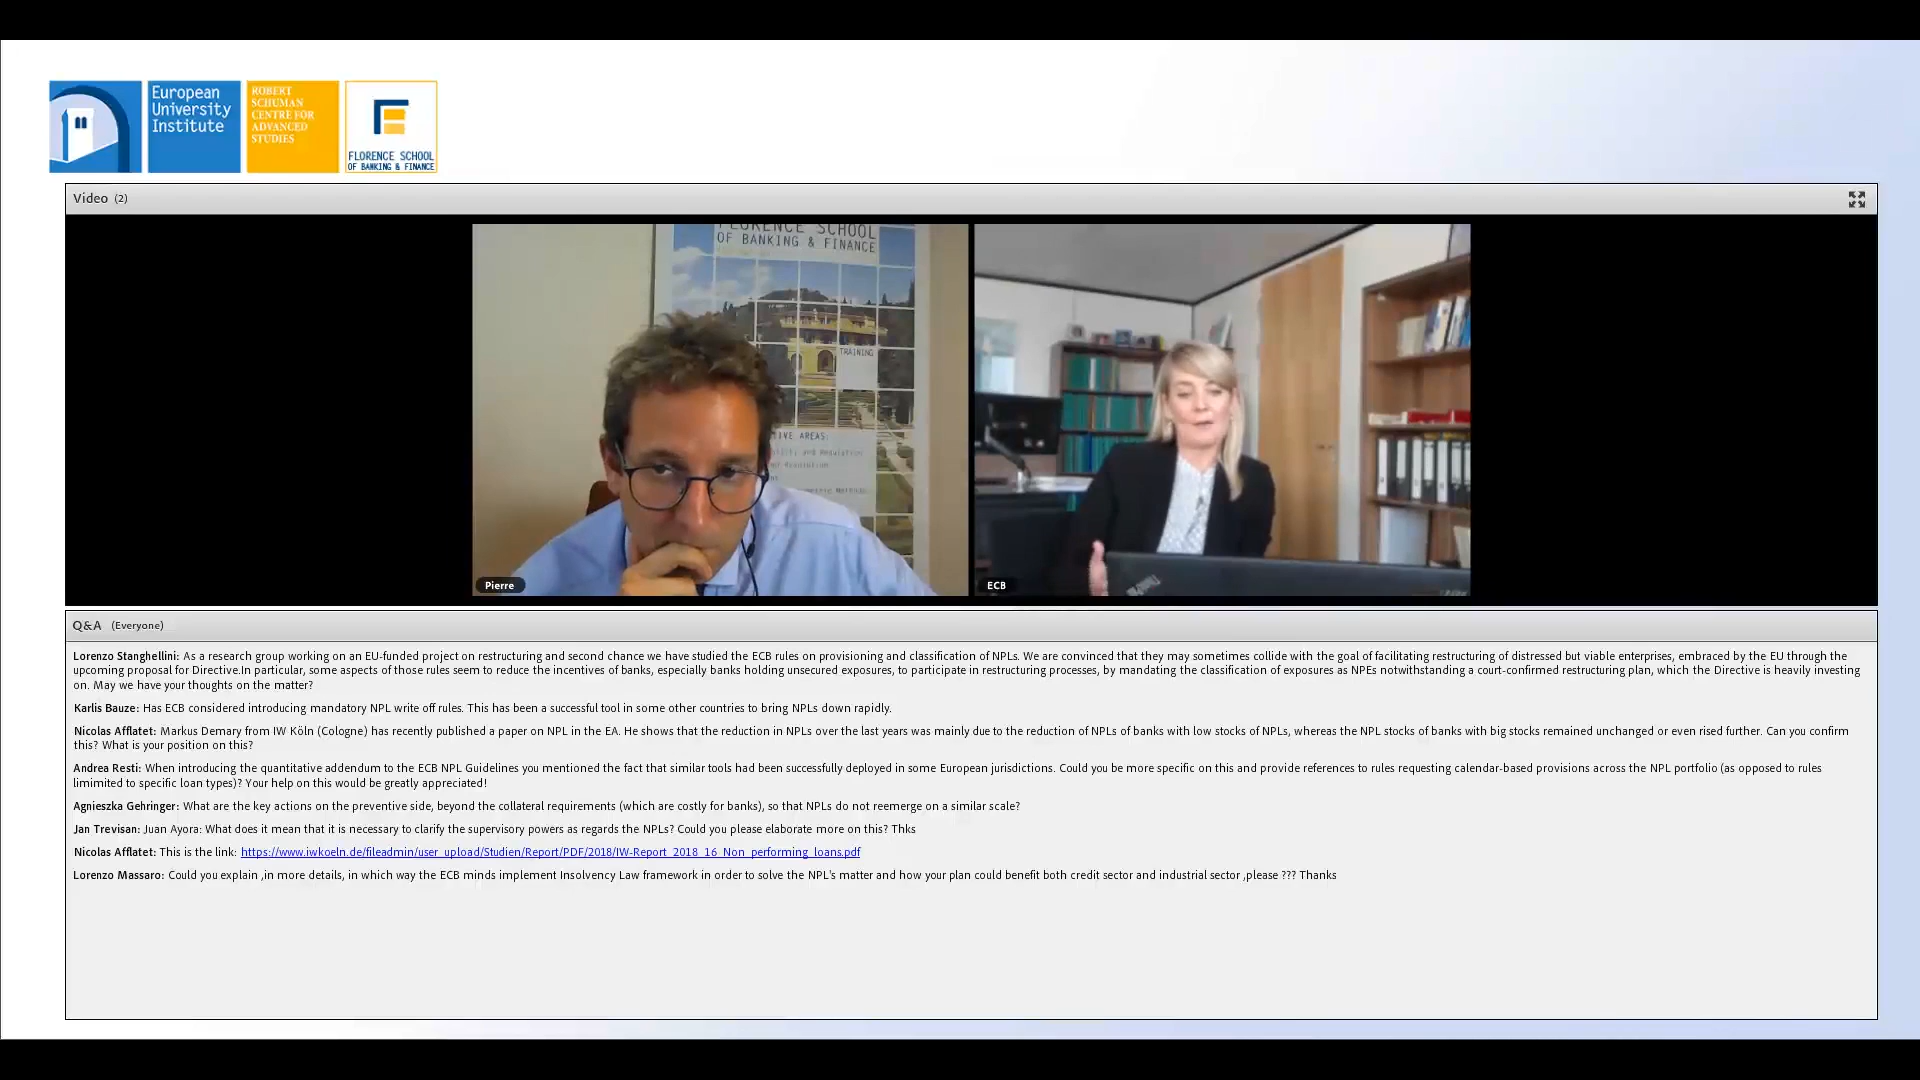 European
University
Institute
ROBERT
SCHUMAN
CENTRE FOR
ADVANCED
STUDIES
FLORENCE SCHOOL
OF BANKING & FINANCE
Video (2)
FLORENCE SCHOOL
OF BANKING & FINANCE
TRAINING
AREAS:
Pierre
ECB
Q&A (Everyone)
Lorenzo Stanghellini: As a research group working on an EU-funded project on restructuring and second chance we have studied the ECB rules on provisioning and classification of NPLs. We are convinced that they may sometimes collide with the goal of facilitating restructuring of distressed but viable enterprises, embraced by the EU through the
upcoming proposal for Directive.In particular, some aspects of those rules seem to reduce the incentives of banks, especially banks holding unsecured exposures, to participate in restructuring processes, by mandating the classification of exposures as NPEs notwithstanding a court-confirmed restructuring plan, which the Directive is heavily investing
on. May we have your thoughts on the matter?
Karlis Bauze: Has ECB considered introducing mandatory NPL write off rules. This has been a successful tool in some other countries to bring NPLs down rapidly.
Nicolas Afflatet: Markus Demary from IW Köln (Cologne) has recently published a paper on NPL in the EA. He shows that the reduction in NPLs over the last years was mainly due to the reduction of NPLs of banks with low stocks of NPLs, whereas the NPL stocks of banks with big stocks remained unchanged or even rised further. Can you confirm
this? What is your position on this?
Andrea Resti: When introducing the quantitative addendum to the ECB NPL Guidelines you mentioned the fact that similar tools had been successfully deployed in some European jurisdictions. Could you be more specific on this and provide references to rules requesting calendar-based provisions across the NPL portfolio (as opposed to rules
limimited to specific loan types)? Your help on this would be greatly appreciated!
Agnieszka Gehringer: What are the key actions on the preventive side, beyond the collateral requirements (which are costly for banks), so that NPLs do not reemerge on a similar scale?
Jan Trevisan: Juan Ayora: What does it mean that it is necessary to clarify the supervisory powers as regards the NPLs? Could you please elaborate more on this? Thks
Nicolas Afflatet: This is the link: https://www.iwkoeln.de/fileadmin/user_upload/Studien/Report/PDF/2018/IW-Report_2018_16_Non_performing_loans.pdf
Lorenzo Massaro: Could you explain ,in more details, in which way the ECB minds implement Insolvency Law framework in order to solve the NPL's matter and how your plan could benefit both credit sector and industrial sector ,please ??? Thanks